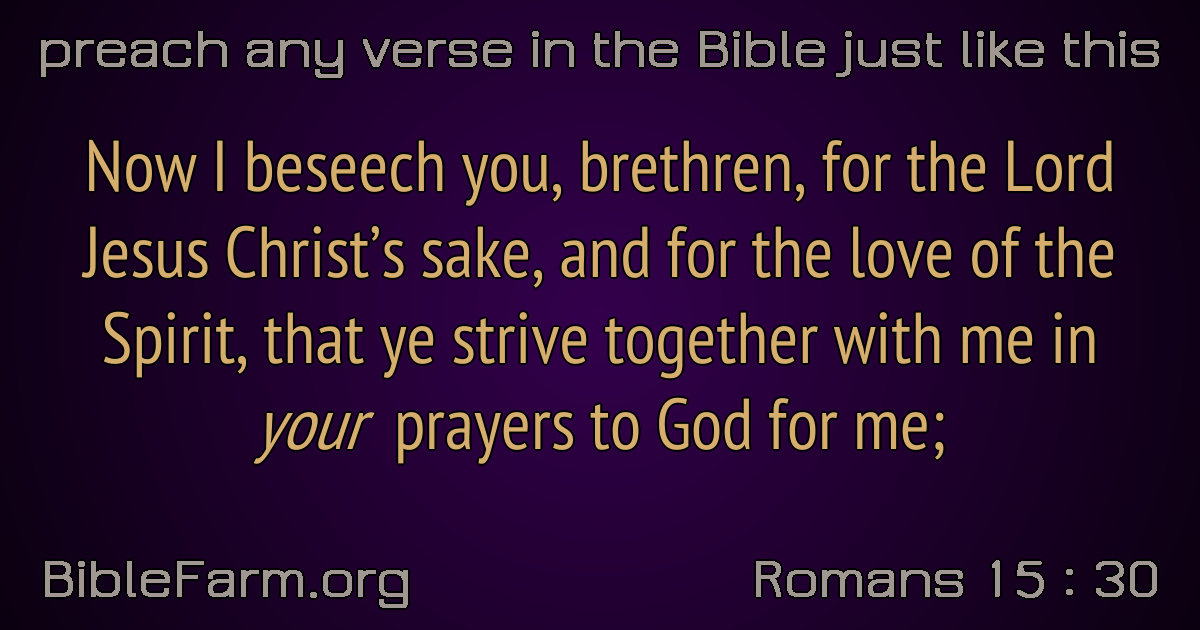 preach any verse in the Bible just like this
Now I beseech you, brethren, for the Lord
Jesus Christ’s sake, and for the love of the
Spirit, that ye strive together with me in
your prayers to God for me;
BibleFarm.org
Romans 15 : 30